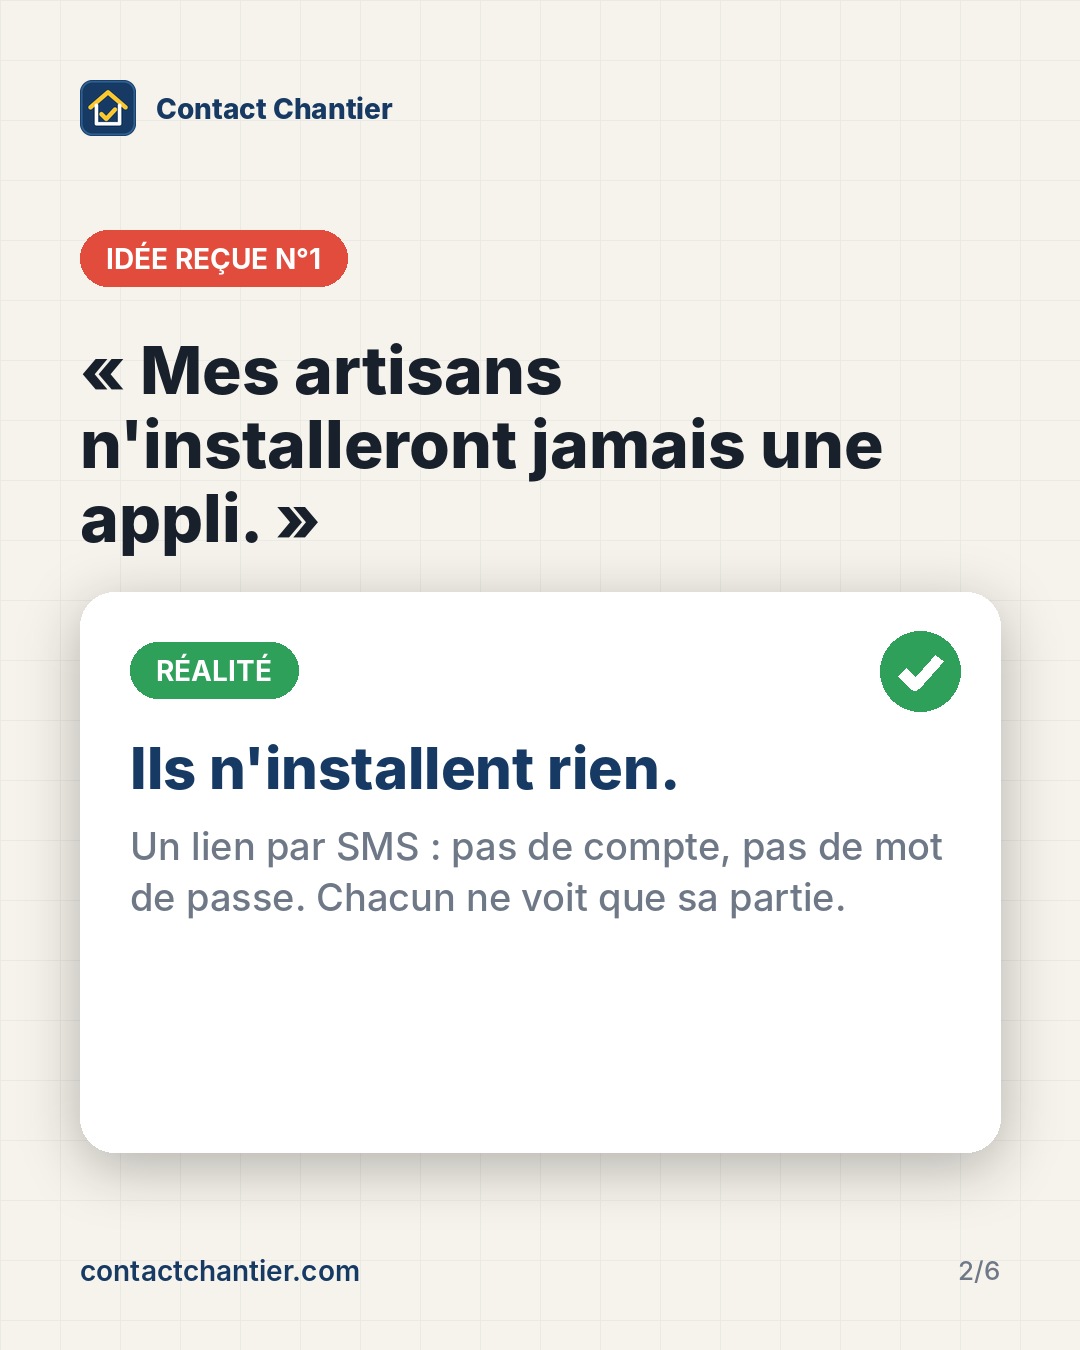 Contact Chantier
IDÉE REÇUE N°1
« Mes artisans
n'installeront jamais une
appli. »
RÉALITÉ
Ils n'installent rien.
Un lien par SMS : pas de compte, pas de mot
de passe. Chacun ne voit que sa partie.
contactchantier.com
2/6